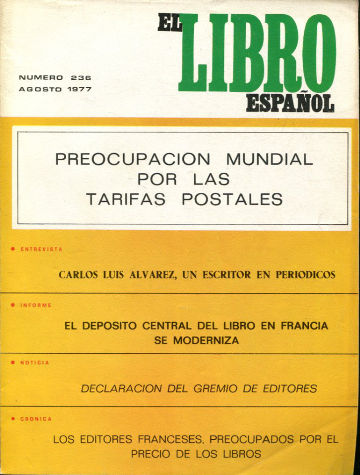 EL
LIBRO
ESPAÑOL
NUMERO 236
AGOSTO 1977
PREOCUPACION MUNDIAL
POR LAS
TARIFAS POSTALES
ENTREVISTA
CARLOS LUIS ALVAREZ, UN ESCRITOR EN PERIODICOS
INFORME
EL DEPOSITO CENTRAL DEL LIBRO EN FRANCIA
SE MODERNIZA
NOTICIA
DECLARACION DEL GREMIO DE EDITORES
CRONICA
LOS EDITORES FRANCESES, PREOCUPADOS POR EL
PRECIO DE LOS LIBROS